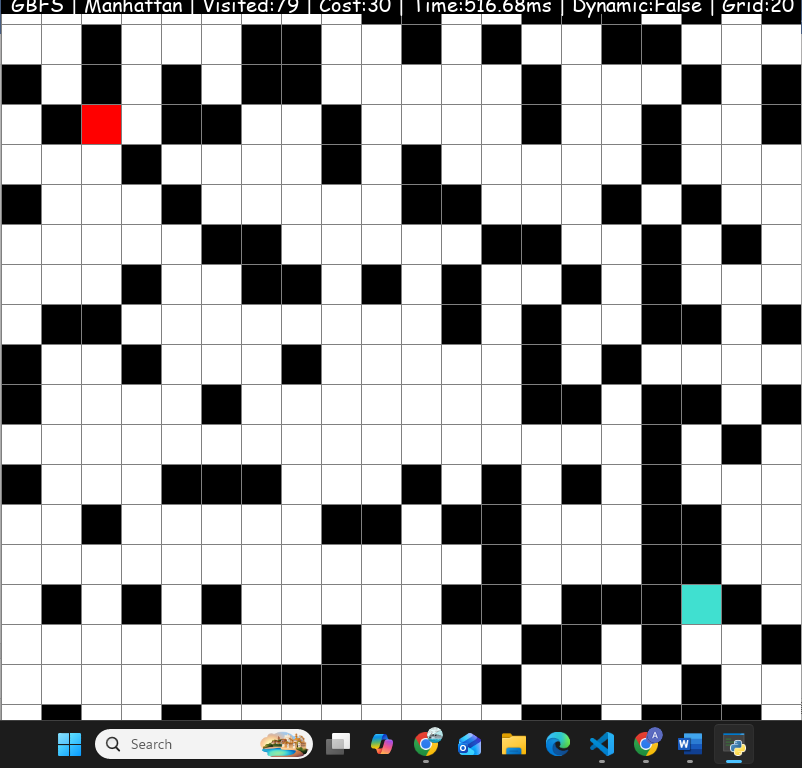 GBFS | Manhattan | Visited:79 | Cost:30 | Time:516.68ms | Dynamic:False | Grid:20
Search